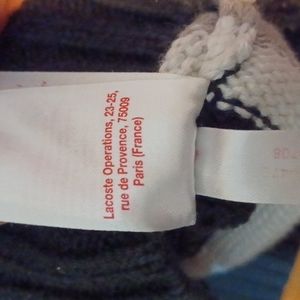 Lacoste Operations, 23-25,
rue de Provence, 75009
Paris (France)